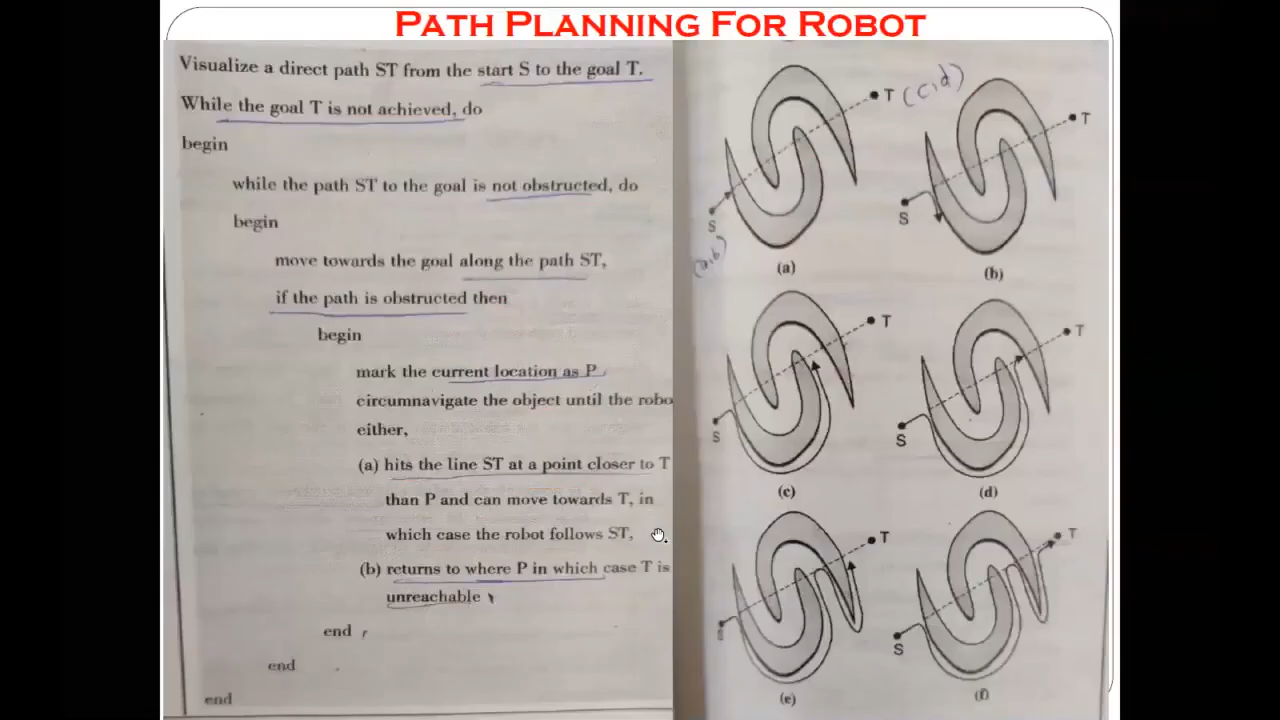 PATH PLANNING FOR ROBOT
Visualize a direct path ST from the start S to the goal T.
While the goal T is not achieved, do
begin
while the path ST to the goal is not obstructed, do
begin
move towards the goal along the path ST,
if the path is obstructed then
begin
mark the current location as P
circumnavigate the object until the robo
either,
(a) hits the line ST at a point closer to T
than P and can move towards T, in
which case the robot follows ST,
(b) returns to where P in which case T is
unreachable
end
end
end
T (c,d)
S
(a,b)
(a)
T
S
(b)
T
S
(c)
T
S
(d)
T
S
(e)
T
S
(f)